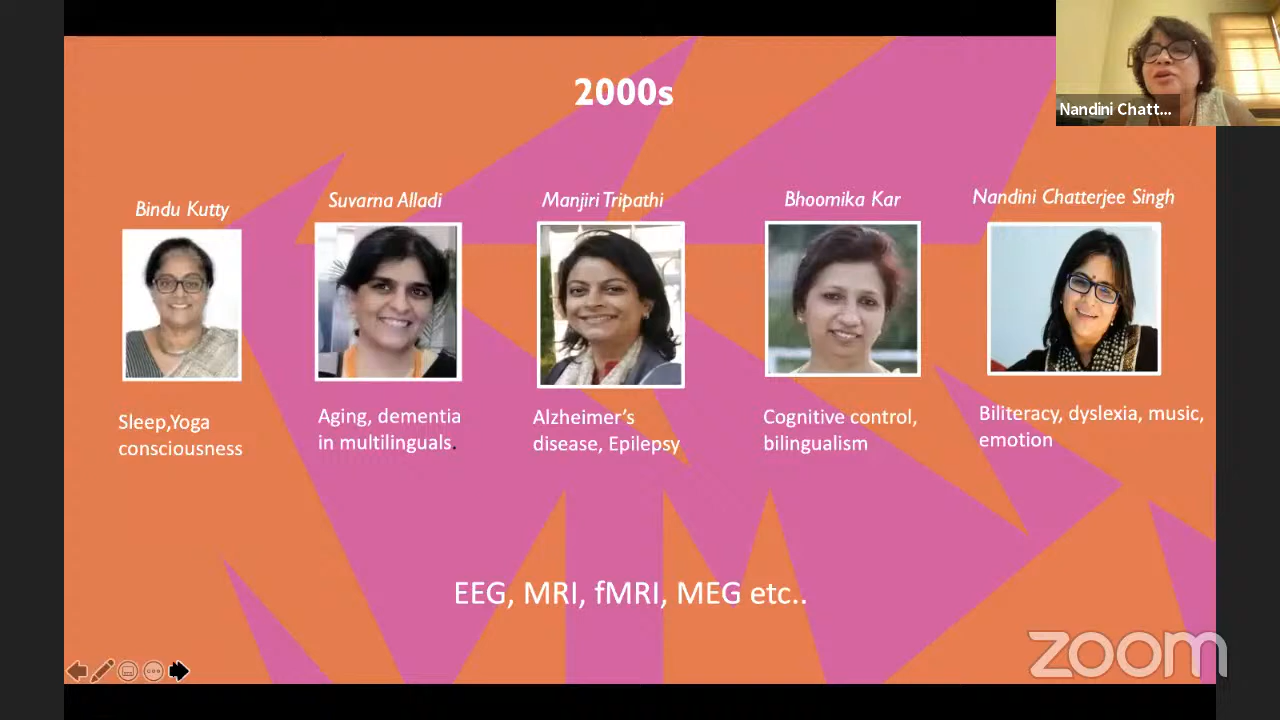 2000s
Nandini Chatt...
Bindu Kutty
Suvarna Alladi
Manjiri Tripathi
Bhoomika Kar
Nandini Chatterjee Singh
Sleep,Yoga
consciousness
Aging, dementia
in multilinguals.
Alzheimer’s
disease, Epilepsy
Cognitive control,
bilingualism
Biliteracy, dyslexia, music,
emotion
EEG, MRI, fMRI, MEG etc..
zoom